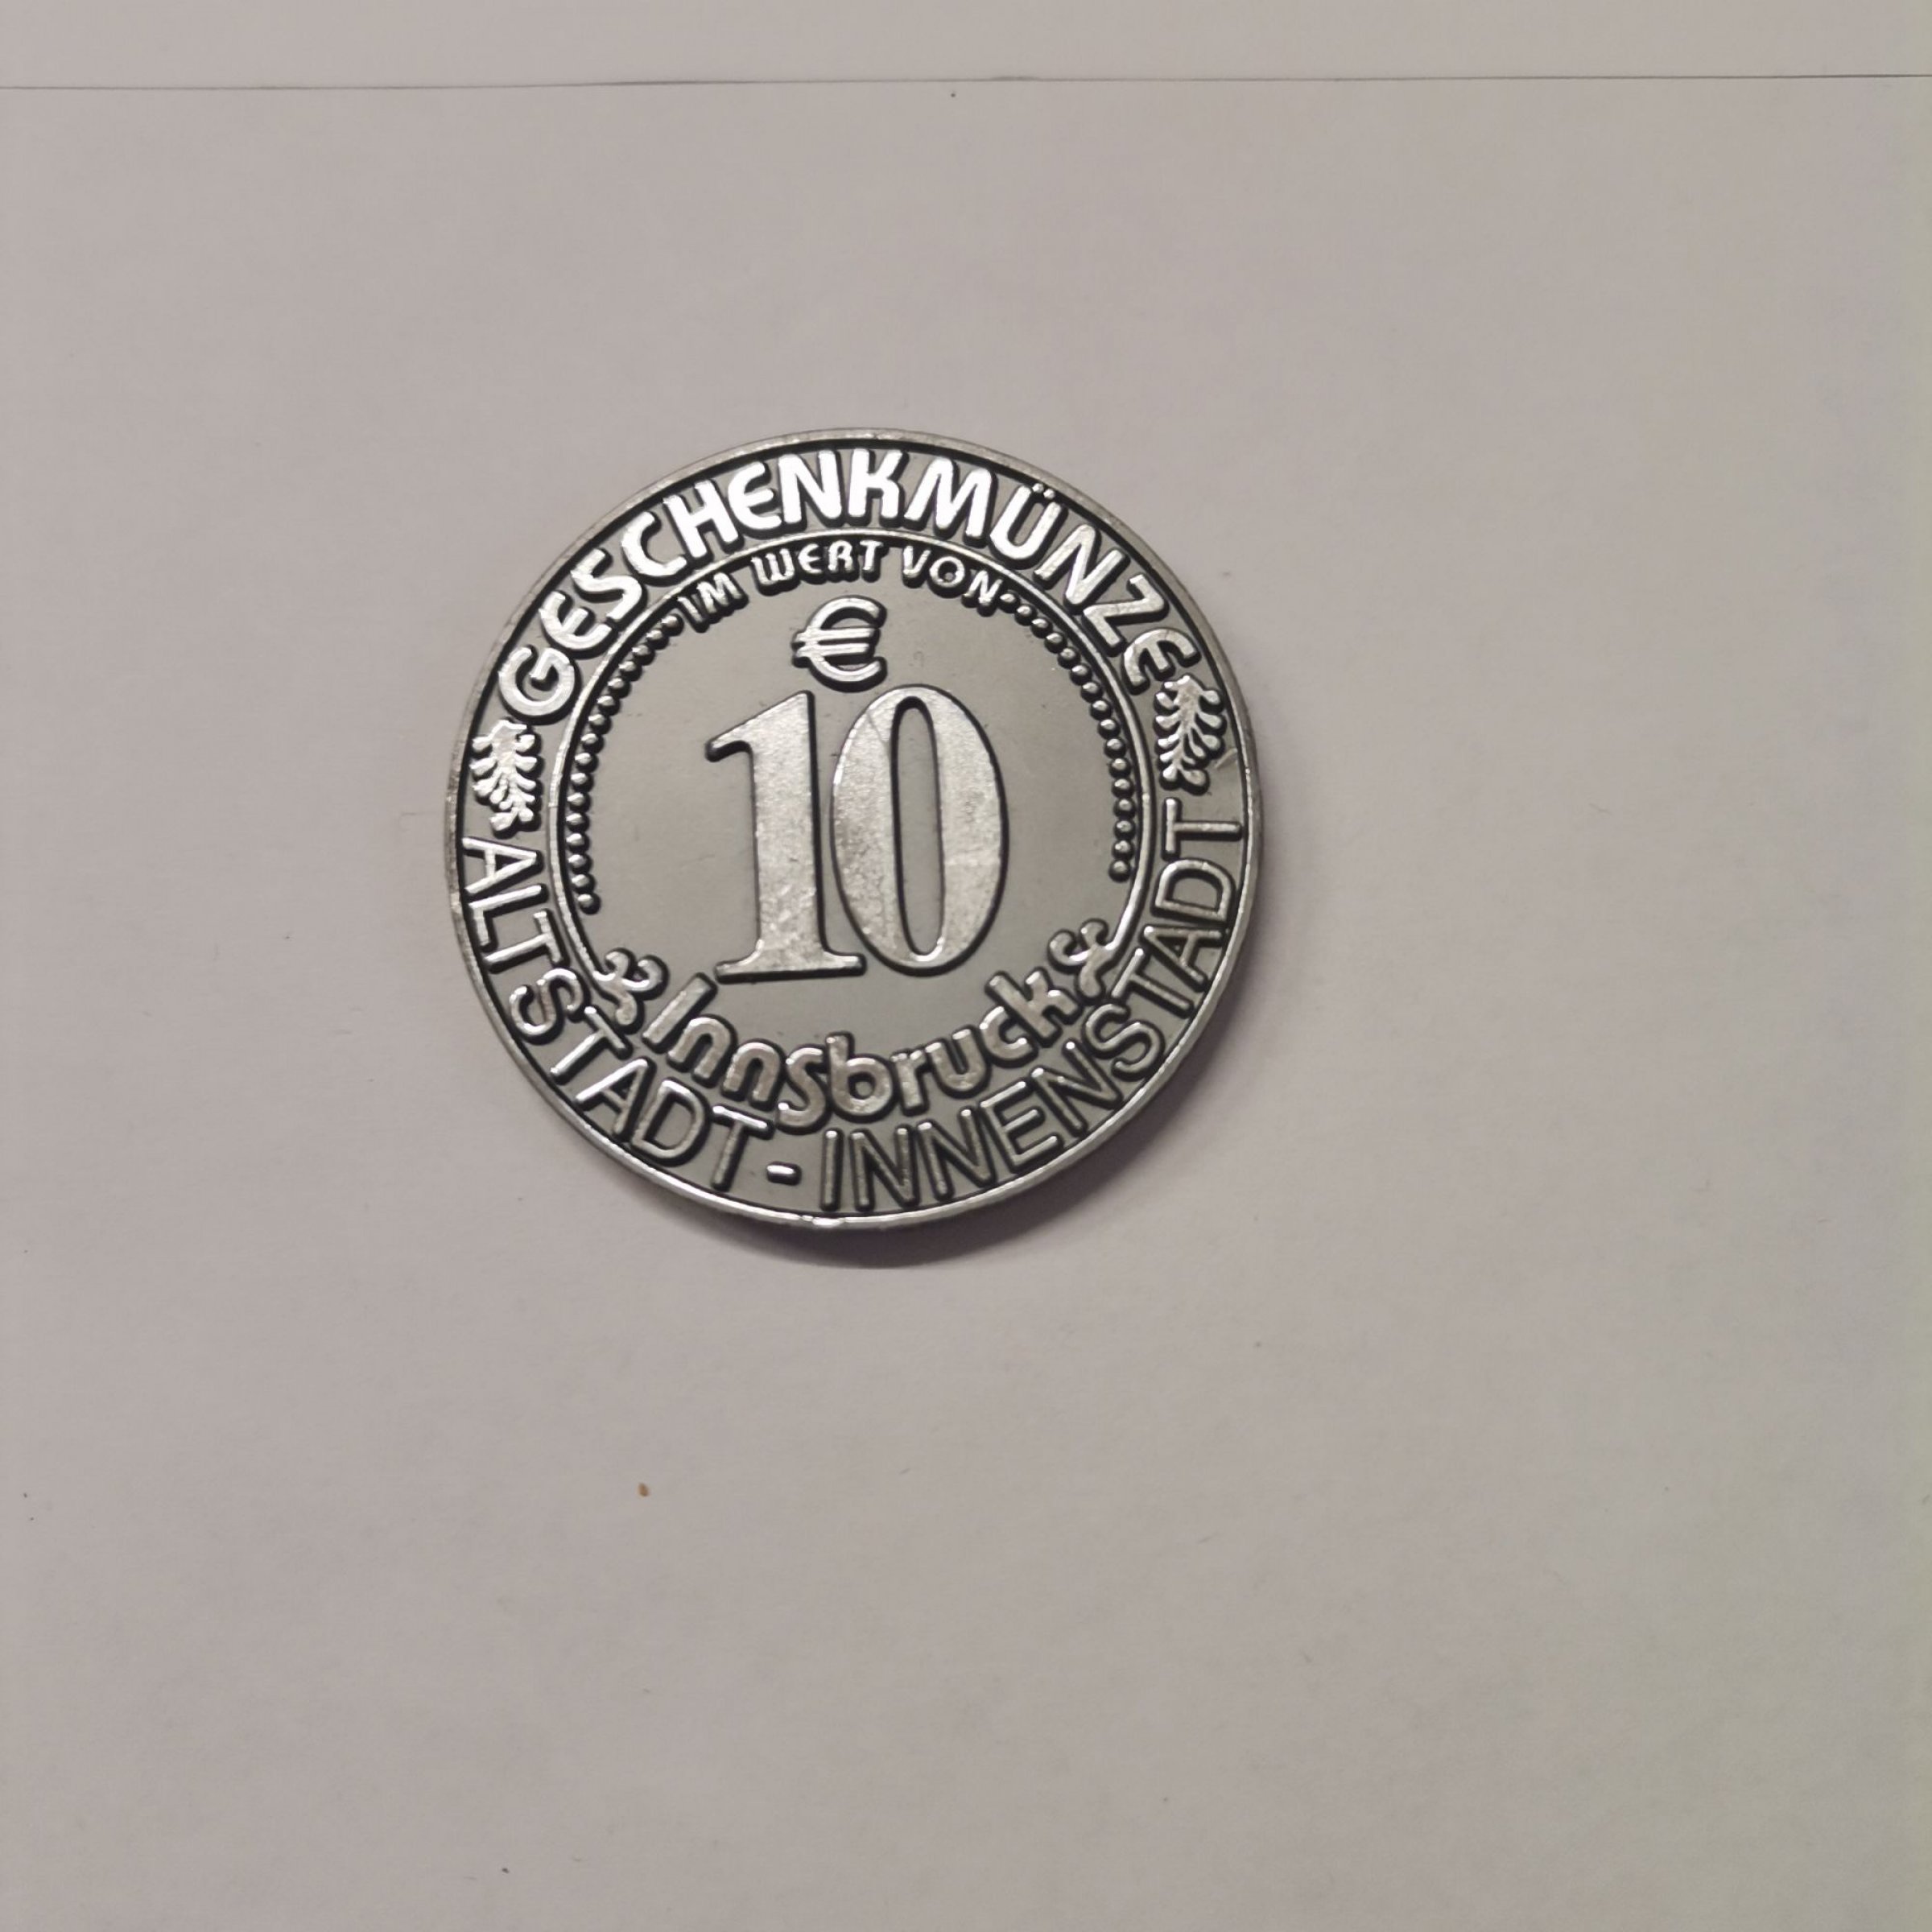 GESCHENKMÜNZE
IM WERT VON
€
10
Innsbruck
ALTSTADT - INNENSTADT